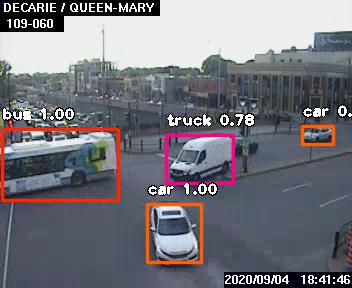 DECARIE / QUEEN-MARY
109-060
bus 1.00
truck 0.78
car 0.
car 1.00
2020/09/04 18:41:46